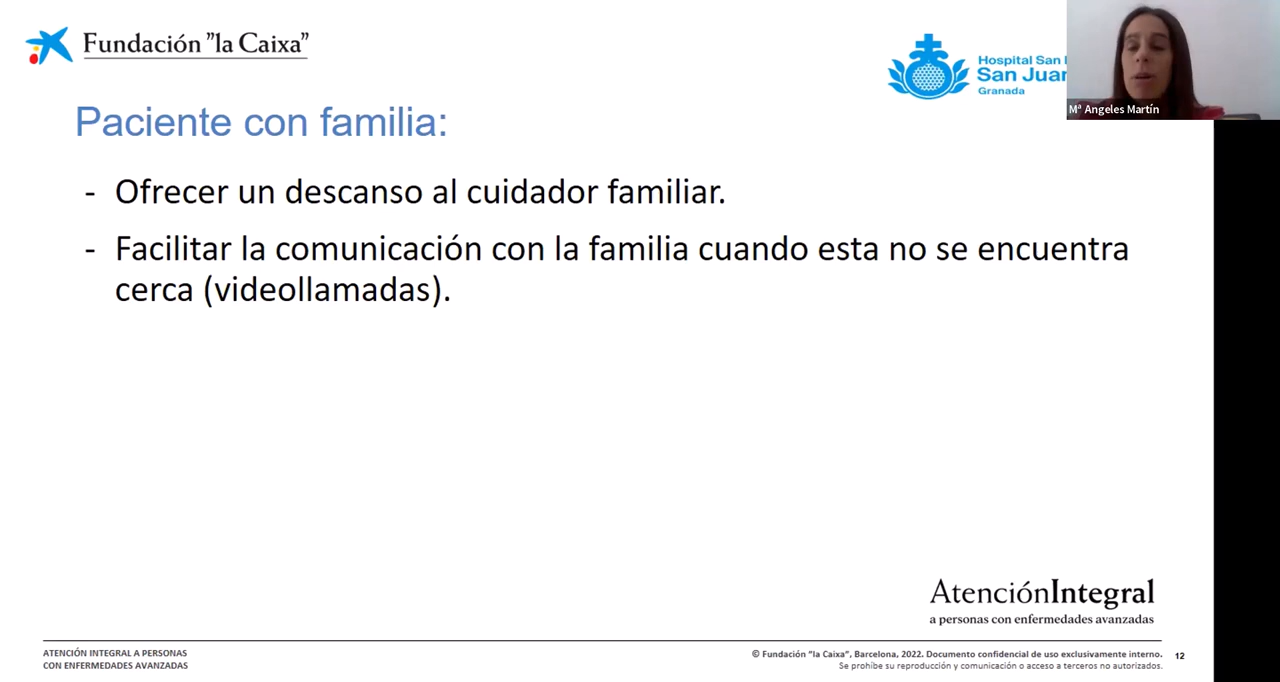 Fundación "la Caixa"
Hospital San
San Juan
Granada
Mª Angeles Martín
Paciente con familia:
- Ofrecer un descanso al cuidador familiar.
- Facilitar la comunicación con la familia cuando esta no se encuentra
cerca (videollamadas).
AtenciónIntegral
a personas con enfermedades avanzadas
ATENCIÓN INTEGRAL A PERSONAS
CON ENFERMEDADES AVANZADAS
© Fundación "la Caixa", Barcelona, 2022. Documento confidencial de uso exclusivamente interno.
Se prohíbe su reproducción y comunicación o acceso a terceros no autorizados.
12